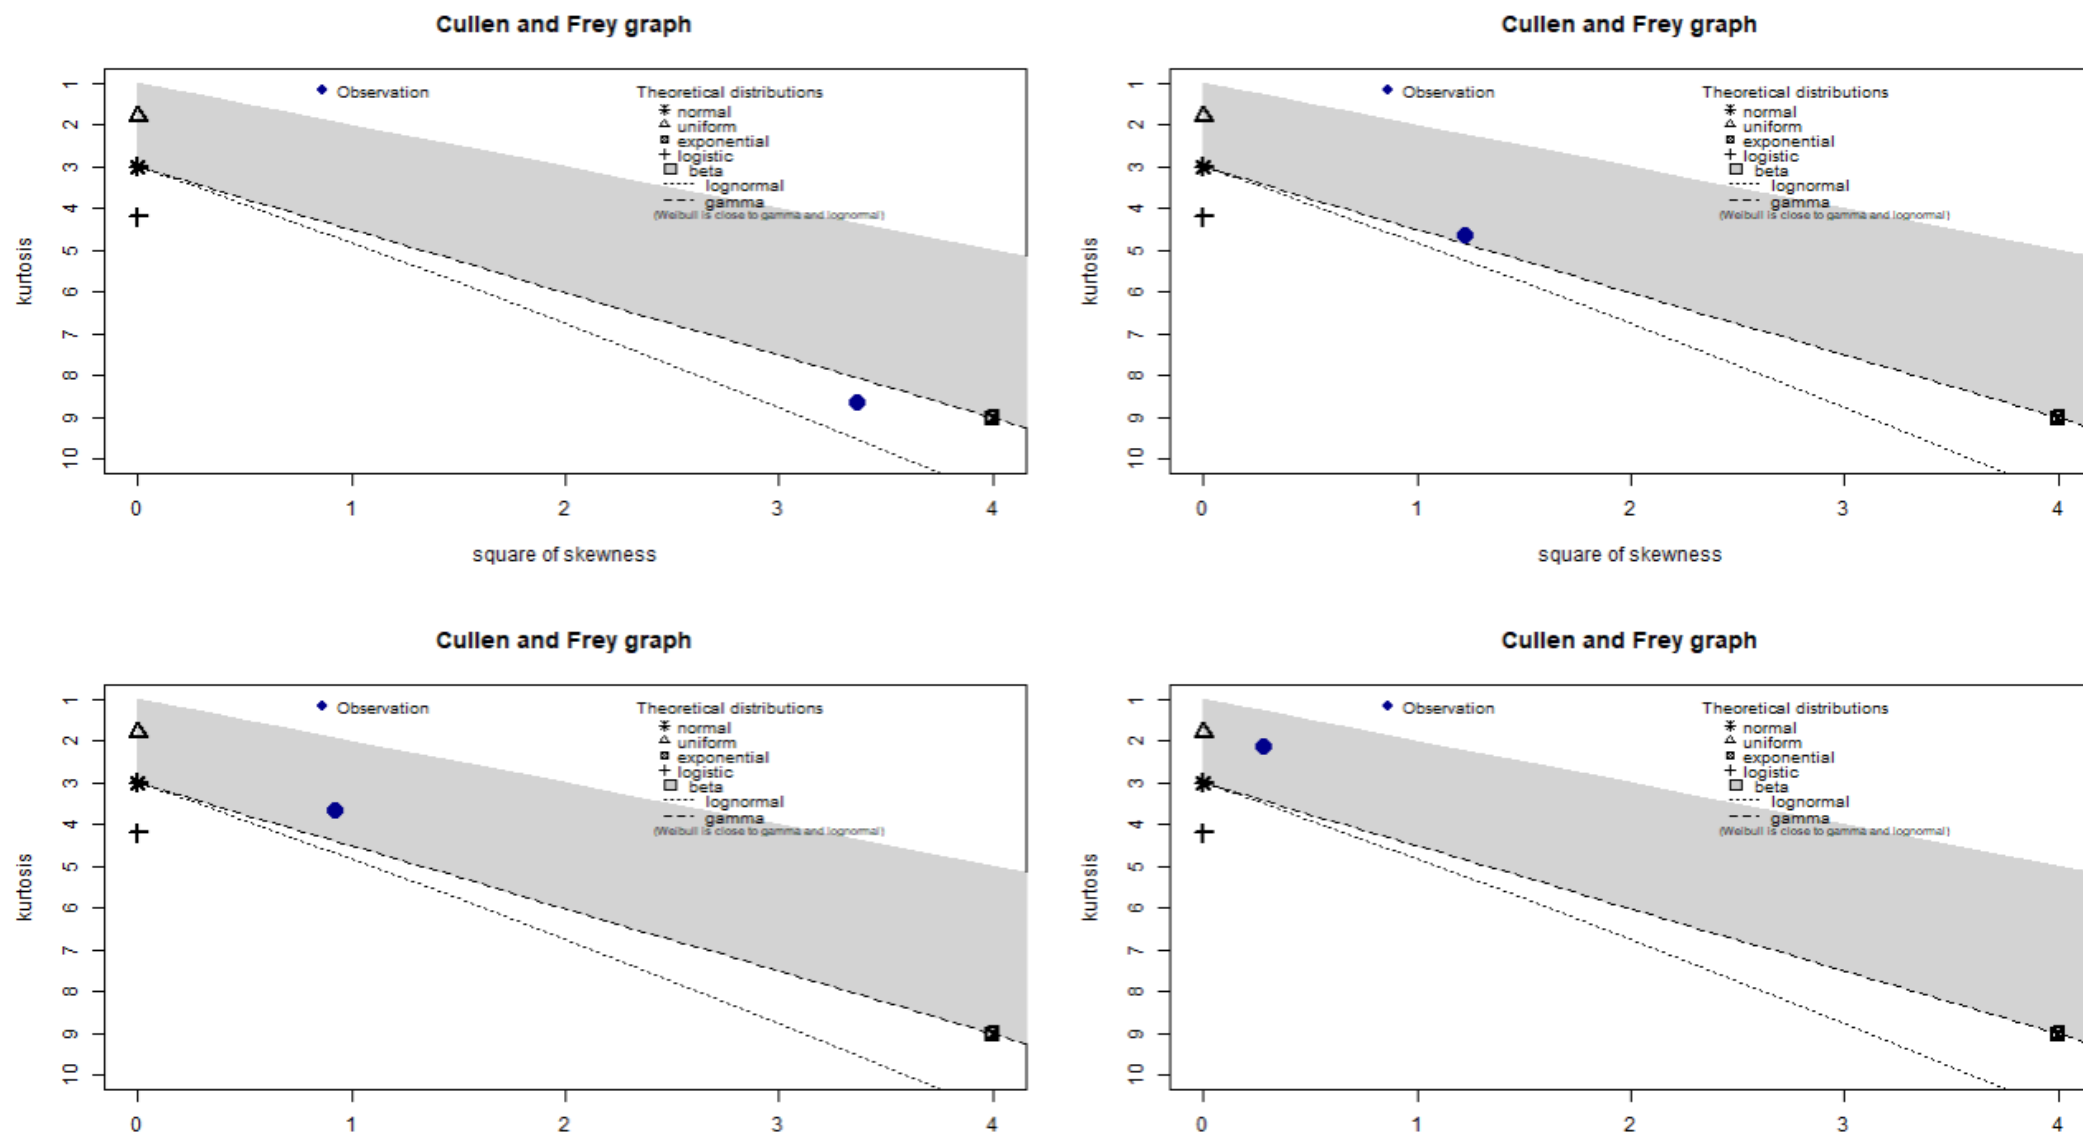 Cullen and Frey graph
Observation
Theoretical distributions
normal
uniform
exponential
logistic
beta
lognormal
gamma
(Weibull is close to gamma and lognormal)
kurtosis
1
2
3
4
5
6
7
8
9
10
0 1 2 3 4
square of skewness
Cullen and Frey graph
Observation
Theoretical distributions
normal
uniform
exponential
logistic
beta
lognormal
gamma
(Weibull is close to gamma and lognormal)
kurtosis
1
2
3
4
5
6
7
8
9
10
0 1 2 3 4
square of skewness
Cullen and Frey graph
Observation
Theoretical distributions
normal
uniform
exponential
logistic
beta
lognormal
gamma
(Weibull is close to gamma and lognormal)
kurtosis
1
2
3
4
5
6
7
8
9
10
0 1 2 3 4
Cullen and Frey graph
Observation
Theoretical distributions
normal
uniform
exponential
logistic
beta
lognormal
gamma
(Weibull is close to gamma and lognormal)
kurtosis
1
2
3
4
5
6
7
8
9
10
0 1 2 3 4